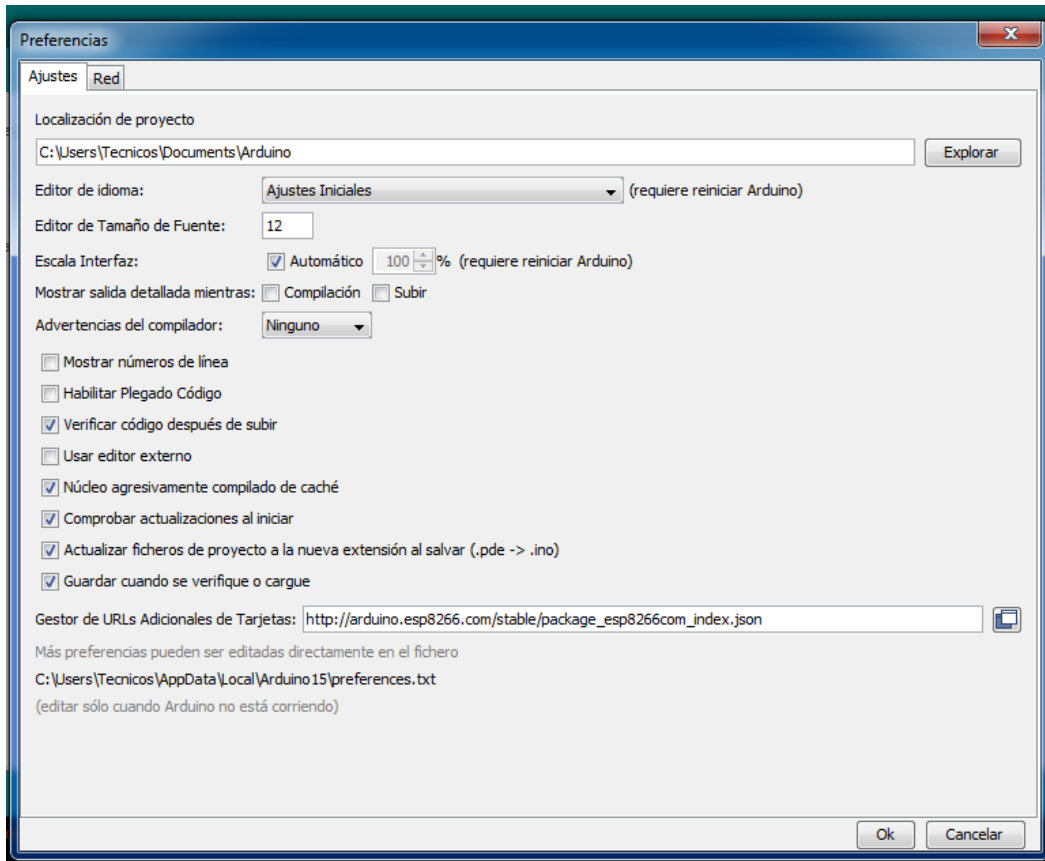 Preferencias
Ajustes Red
Localización de proyecto
C:\Users\Tecnicos\Documents\Arduino Explorar
Editor de idioma: Ajustes Iniciales (requiere reiniciar Arduino)
Editor de Tamaño de Fuente: 12
Escala Interfaz: Automático 100 % (requiere reiniciar Arduino)
Mostrar salida detallada mientras: Compilación Subir
Advertencias del compilador: Ninguno
Mostrar números de línea
Habilitar Plegado Código
Verificar código después de subir
Usar editor externo
Núcleo agresivamente compilado de caché
Comprobar actualizaciones al iniciar
Actualizar ficheros de proyecto a la nueva extensión al salvar (.pde -> .ino)
Guardar cuando se verifique o cargue
Gestor de URLs Adicionales de Tarjetas: http://arduino.esp8266.com/stable/package_esp8266com_index.json
Más preferencias pueden ser editadas directamente en el fichero
C:\Users\Tecnicos\AppData\Local\Arduino15\preferences.txt
(editar sólo cuando Arduino no está corriendo)
Ok Cancelar